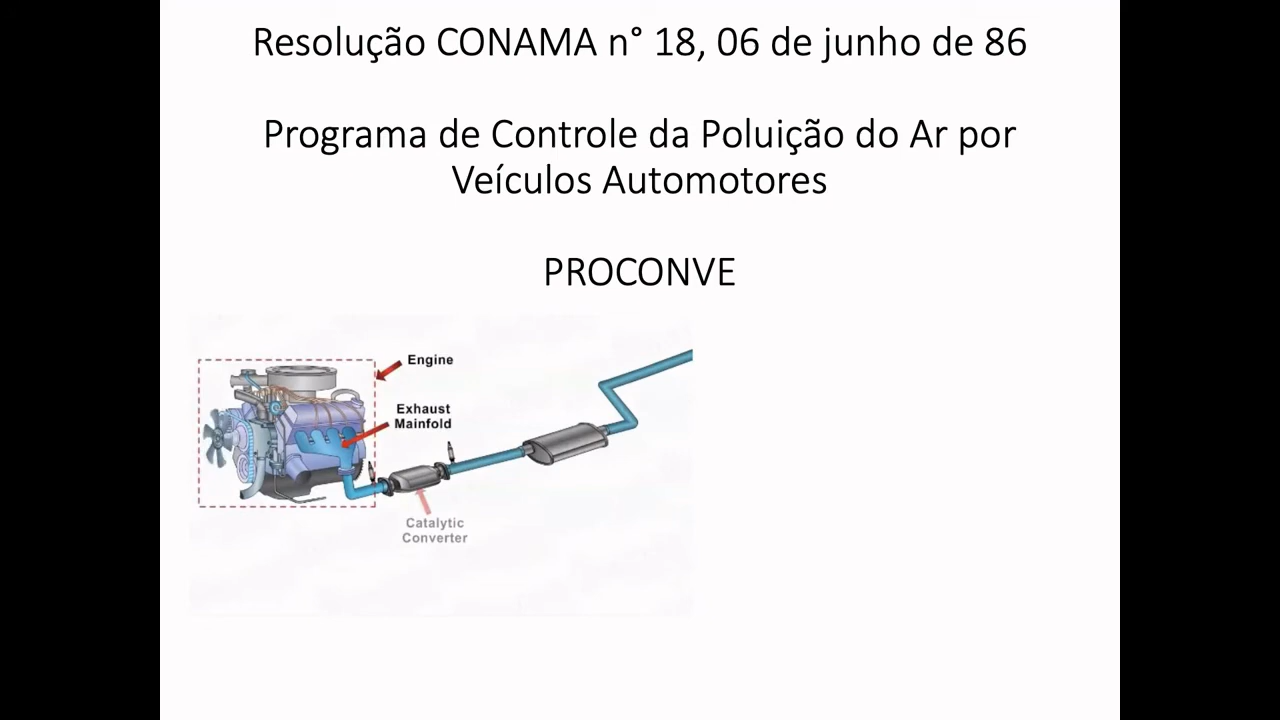 Resolução CONAMA n° 18, 06 de junho de 86
Programa de Controle da Poluição do Ar por
Veículos Automotores
PROCONVE
Engine
Exhaust
Mainfold
Catalytic
Converter